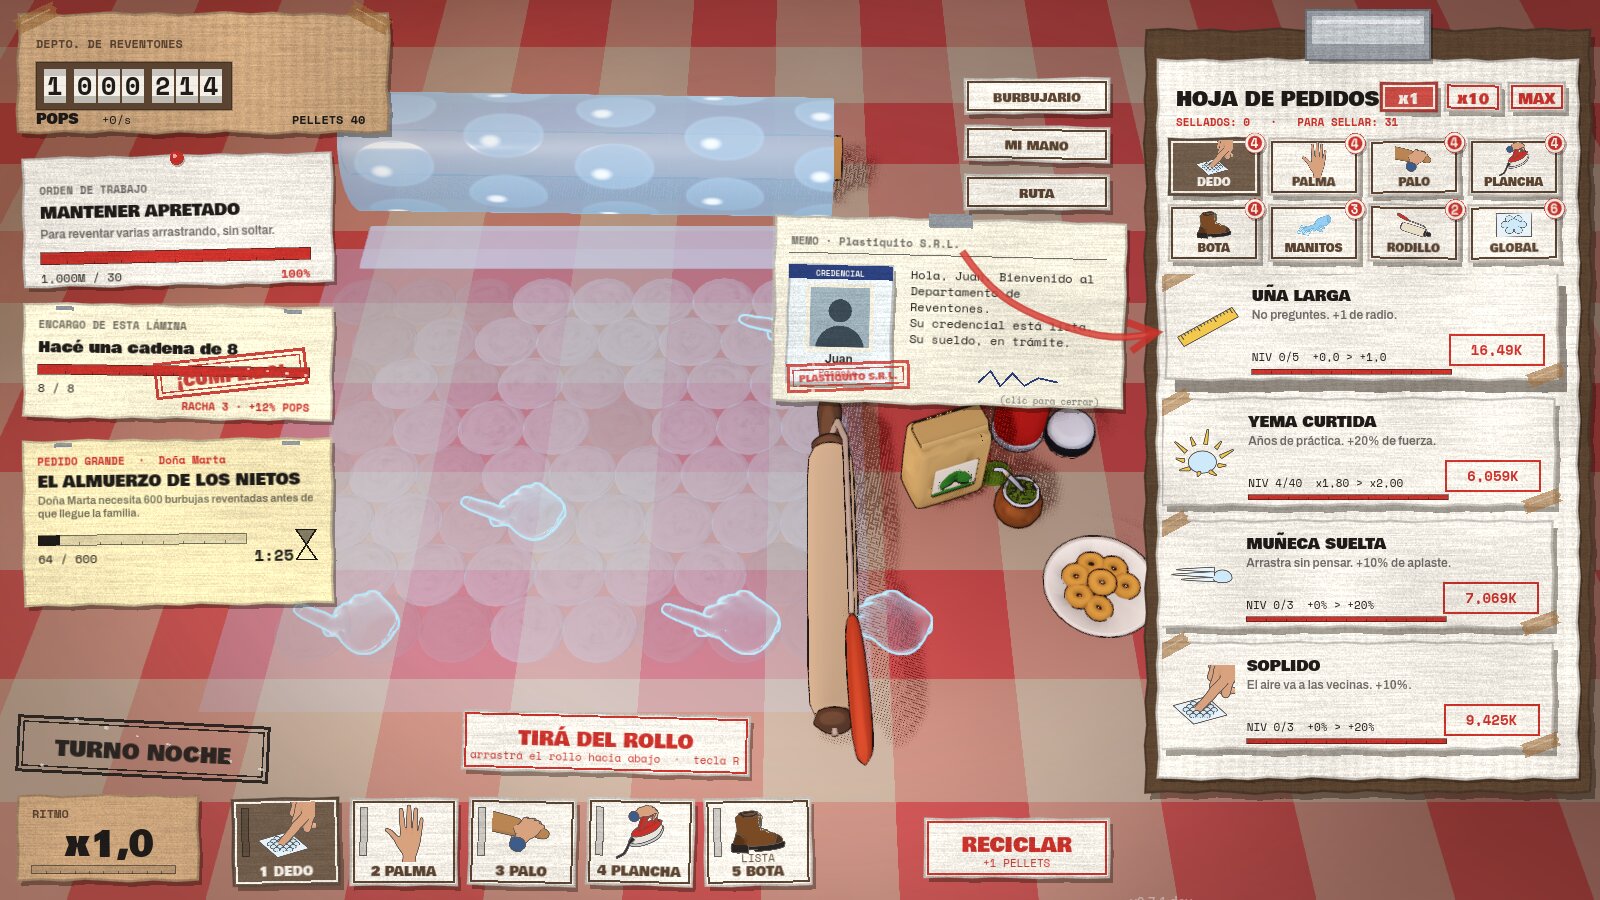 DEPTO. DE REVENTONES
1 000 214
POPS +0/s PELLETS 40
ORDEN DE TRABAJO
MANTENER APRETADO
Para reventar varias arrastrando, sin soltar.
1,000M / 30 100%
ENCARGO DE ESTA LÁMINA
Hacé una cadena de 8
8 / 8
RACHA 3 · +12% POPS
PEDIDO GRANDE · Doña Marta
EL ALMUERZO DE LOS NIETOS
Doña Marta necesita 600 burbujas reventadas antes de
que llegue la familia.
64 / 600 1:25
TURNO NOCHE
RITMO
x1,0
TIRÁ DEL ROLLO
arrastrá el rollo hacia abajo · tecla R
1 DEDO
2 PALMA
3 PALO
4 PLANCHA
LISTA
5 BOTA
RECICLAR
+1 PELLETS
BURBUJARIO
MI MANO
RUTA
MEMO · Plastiquito S.R.L.
CREDENCIAL
Juan
PLASTIQUITO S.R.L.
Hola, Juan. Bienvenido al
Departamento de
Reventones.
Su credencial está lista.
Su sueldo, en trámite.
(clic para cerrar)
HOJA DE PEDIDOS x1 x10 MAX
SELLADOS: 0 · PARA SELLAR: 31
DEDO 4
PALMA 4
PALO 4
PLANCHA 4
BOTA 4
MANITOS 3
RODILLO 2
GLOBAL 6
UÑA LARGA
No preguntes. +1 de radio.
NIV 0/5 +0,0 > +1,0
16,49K
YEMA CURTIDA
Años de práctica. +20% de fuerza.
NIV 4/40 x1,80 > x2,00
6,059K
MUÑECA SUELTA
Arrastra sin pensar. +10% de aplaste.
NIV 0/3 +0% > +20%
7,069K
SOPLIDO
El aire va a las vecinas. +10%.
NIV 0/3 +0% > +20%
9,425K